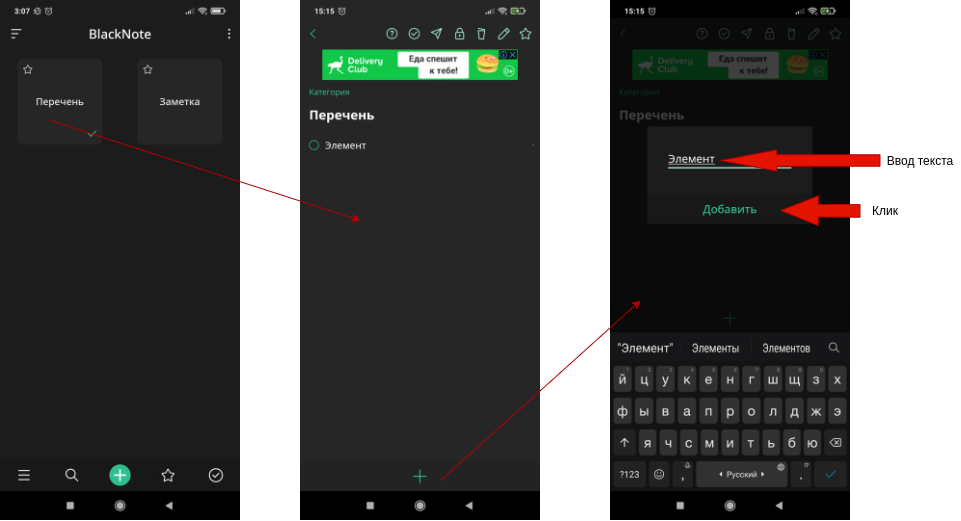 3:07
BlackNote
Перечень
Заметка
15:15
Delivery
Club
Еда спешит
к тебе!
Категория
Перечень
Элемент
15:15
Delivery
Club
Еда спешит
к тебе!
Категория
Перечень
Элемент
Добавить
Ввод текста
Клик
"Элемент" Элементы Элементов
й ц у к е н г ш щ з х
ф ы в а п р о л д ж э
я ч с м и т ь б ю
?123 , Русский .